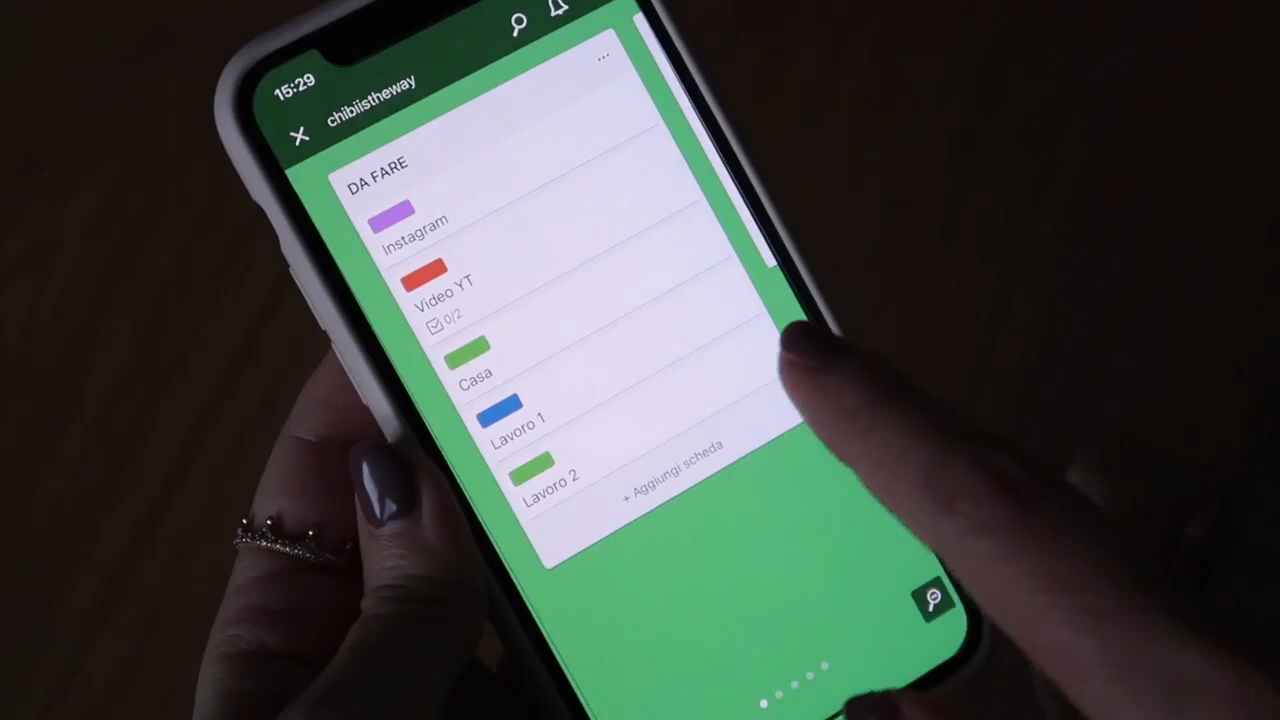 15:29
chibiistheway
DA FARE
Instagram
Video YT
0/2
Casa
Lavoro 1
Lavoro 2
+ Aggiungi scheda